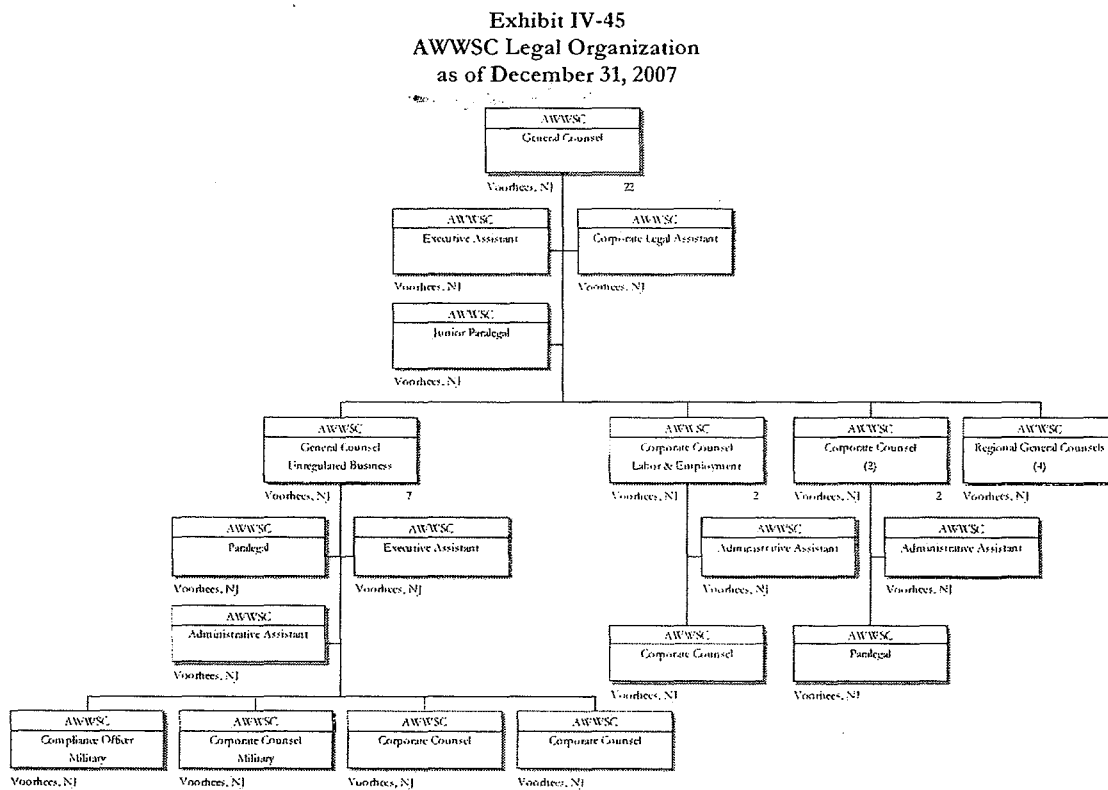 Exhibit IV-45
AWWSC Legal Organization
as of December 31, 2007
AWWSC
General Counsel
Voorhees, NJ 22
AWWSC
Executive Assistant
Voorhees, NJ
AWWSC
Corporate Legal Assistant
Voorhees, NJ
AWWSC
Junior Paralegal
Voorhees, NJ
AWWSC
General Counsel
Unregulated Business
Voorhees, NJ 7
AWWSC
Corporate Counsel
Labor & Employment
Voorhees, NJ 2
AWWSC
Corporate Counsel
Voorhees, NJ 2
AWWSC
Regional General Counsels
(4)
AWWSC
Paralegal
Voorhees, NJ
AWWSC
Executive Assistant
Voorhees, NJ
AWWSC
Administrative Assistant
Voorhees, NJ
AWWSC
Administrative Assistant
Voorhees, NJ
AWWSC
Administrative Assistant
Voorhees, NJ
AWWSC
Corporate Counsel
Voorhees, NJ
AWWSC
Paralegal
Voorhees, NJ
AWWSC
Compliance Officer
Military
Voorhees, NJ
AWWSC
Corporate Counsel
Military
Voorhees, NJ
AWWSC
Corporate Counsel
Voorhees, NJ
AWWSC
Corporate Counsel
Voorhees, NJ